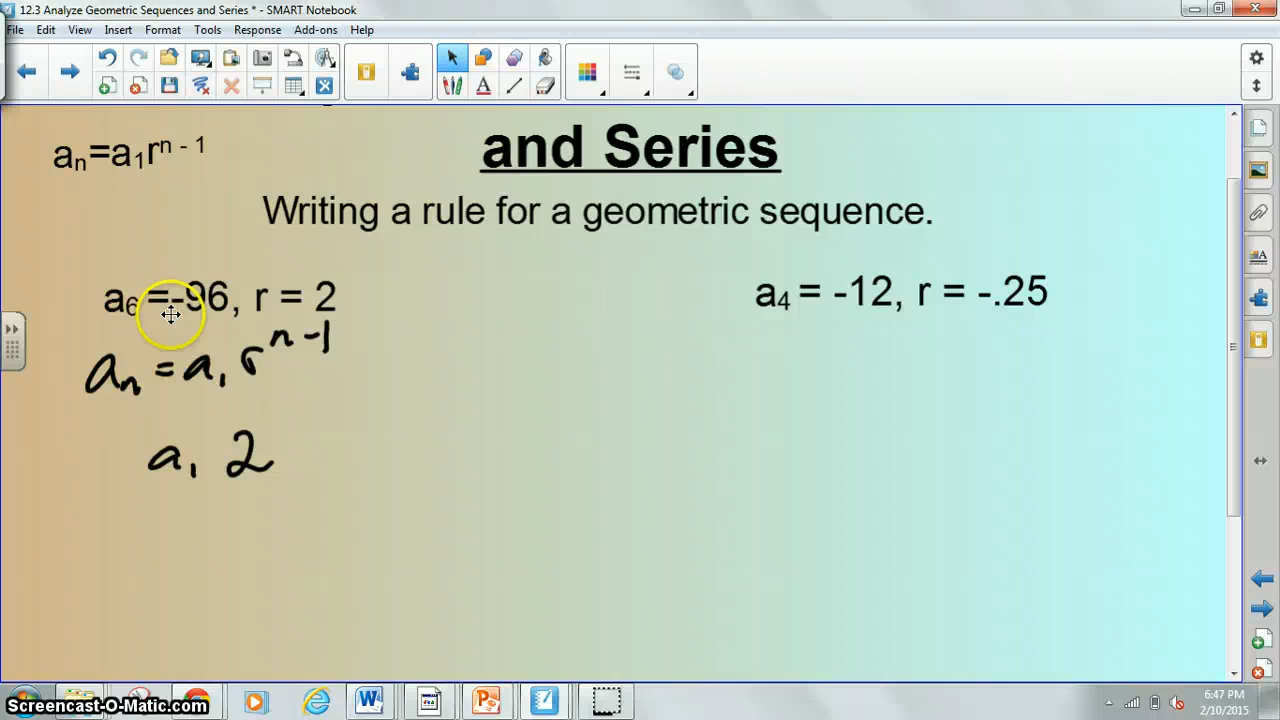 12.3 Analyze Geometric Sequences and Series * - SMART Notebook
File Edit View Insert Format Tools Response Add-ons Help
aₙ=a₁rⁿ ⁻ ¹
and Series
Writing a rule for a geometric sequence.
a₆ =-96, r = 2
a₄ = -12, r = -.25
aₙ = a₁ rⁿ⁻¹
a₁ 2
Screencast-O-Matic.com
6:47 PM
2/10/2015